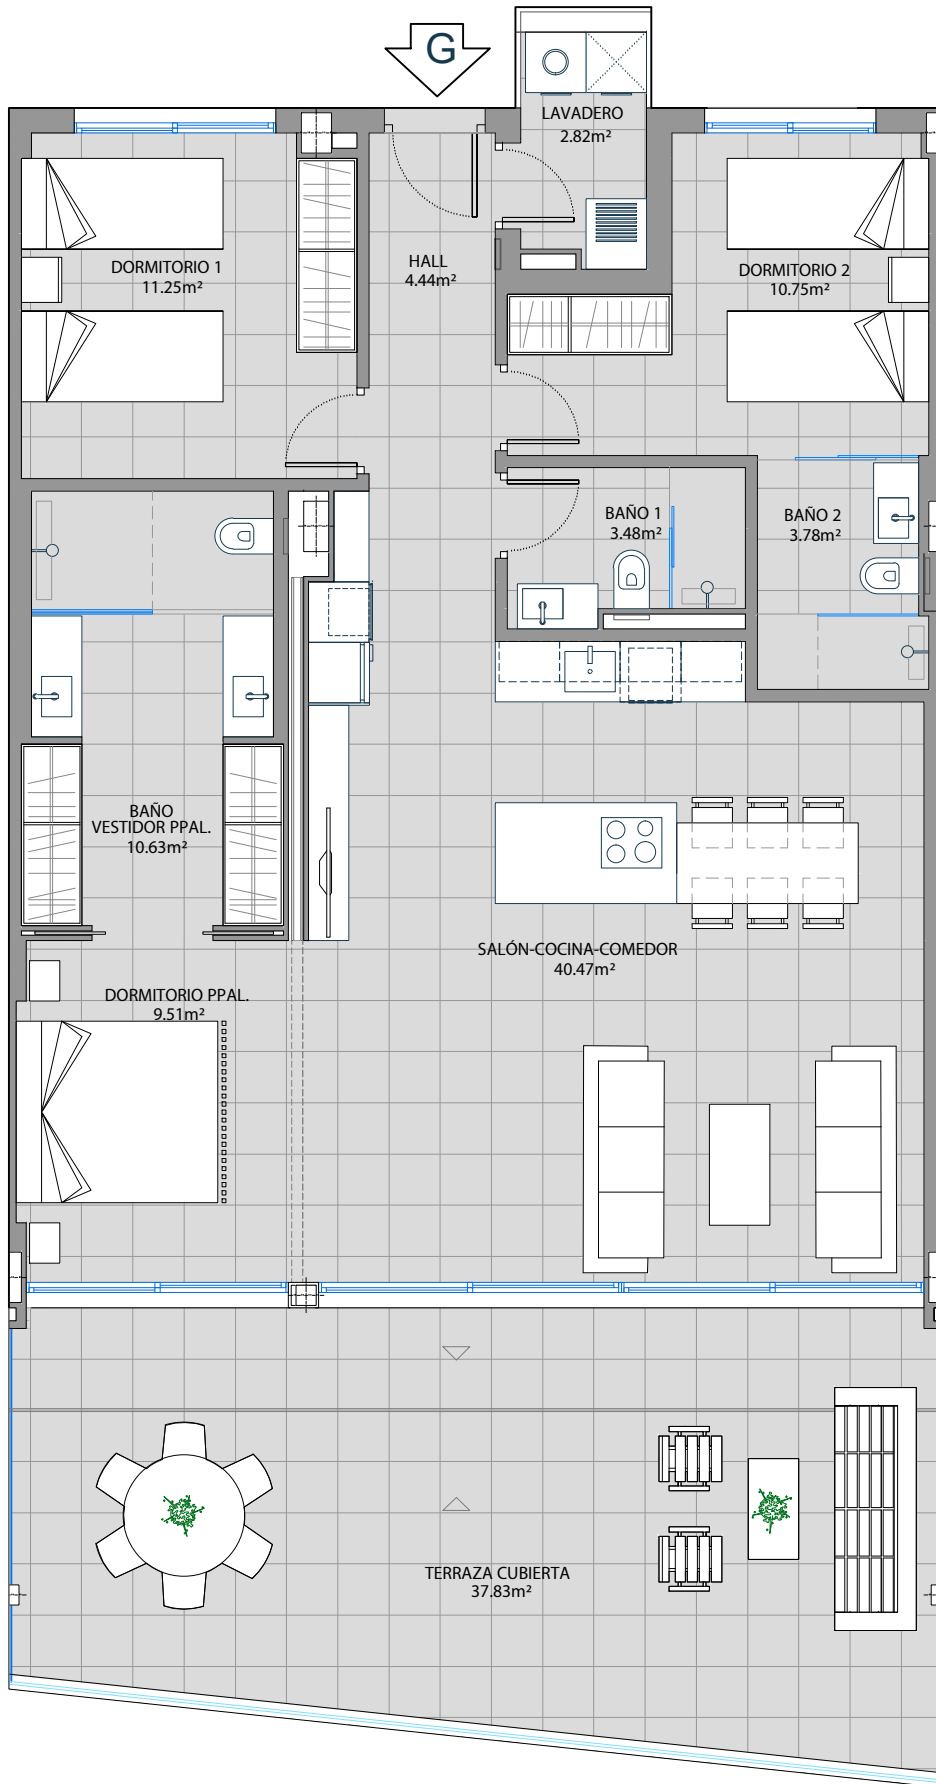 G
LAVADERO
2.82m²
DORMITORIO 1
11.25m²
HALL
4.44m²
DORMITORIO 2
10.75m²
BAÑO 1
3.48m²
BAÑO 2
3.78m²
BAÑO
VESTIDOR PPAL.
10.63m²
SALÓN-COCINA-COMEDOR
40.47m²
DORMITORIO PPAL.
9.51m²
TERRAZA CUBIERTA
37.83m²